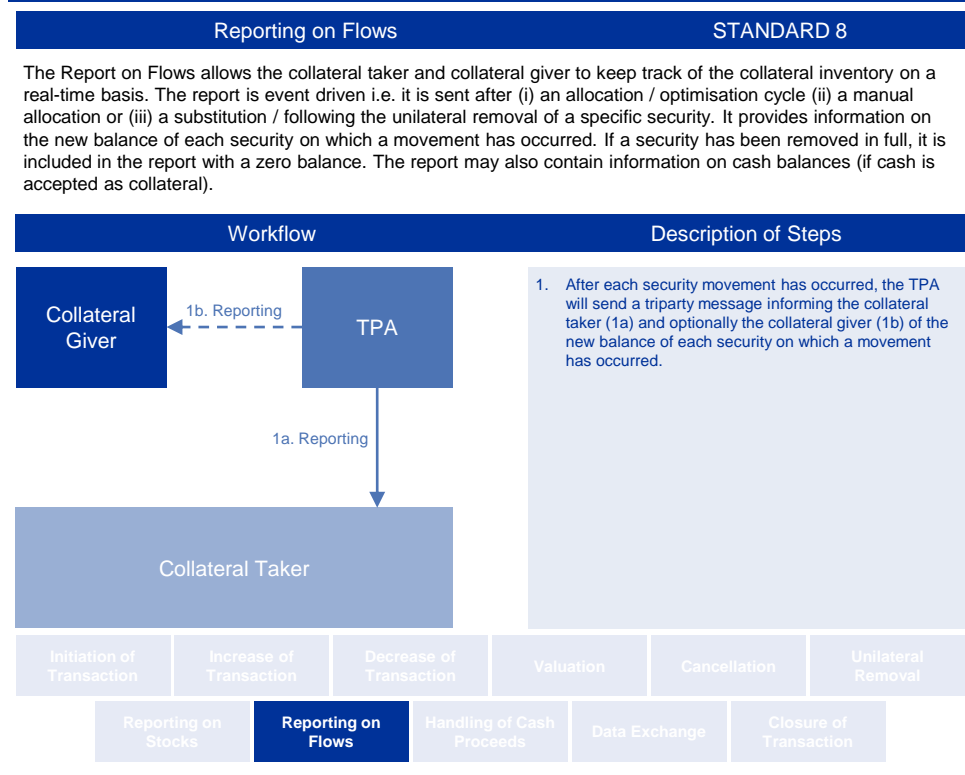 Reporting on Flows
STANDARD 8
The Report on Flows allows the collateral taker and collateral giver to keep track of the collateral inventory on a
real-time basis. The report is event driven i.e. it is sent after (i) an allocation / optimisation cycle (ii) a manual
allocation or (iii) a substitution / following the unilateral removal of a specific security. It provides information on
the new balance of each security on which a movement has occurred. If a security has been removed in full, it is
included in the report with a zero balance. The report may also contain information on cash balances (if cash is
accepted as collateral).
Workflow
Description of Steps
Collateral
Giver
1b. Reporting
TPA
1a. Reporting
Collateral Taker
1. After each security movement has occurred, the TPA
will send a triparty message informing the collateral
taker (1a) and optionally the collateral giver (1b) of the
new balance of each security on which a movement
has occurred.
Initiation of
Transaction
Increase of
Transaction
Decrease of
Transaction
Valuation
Cancellation
Unilateral
Removal
Reporting on
Stocks
Reporting on
Flows
Handling of Cash
Proceeds
Data Exchange
Closure of
Transaction